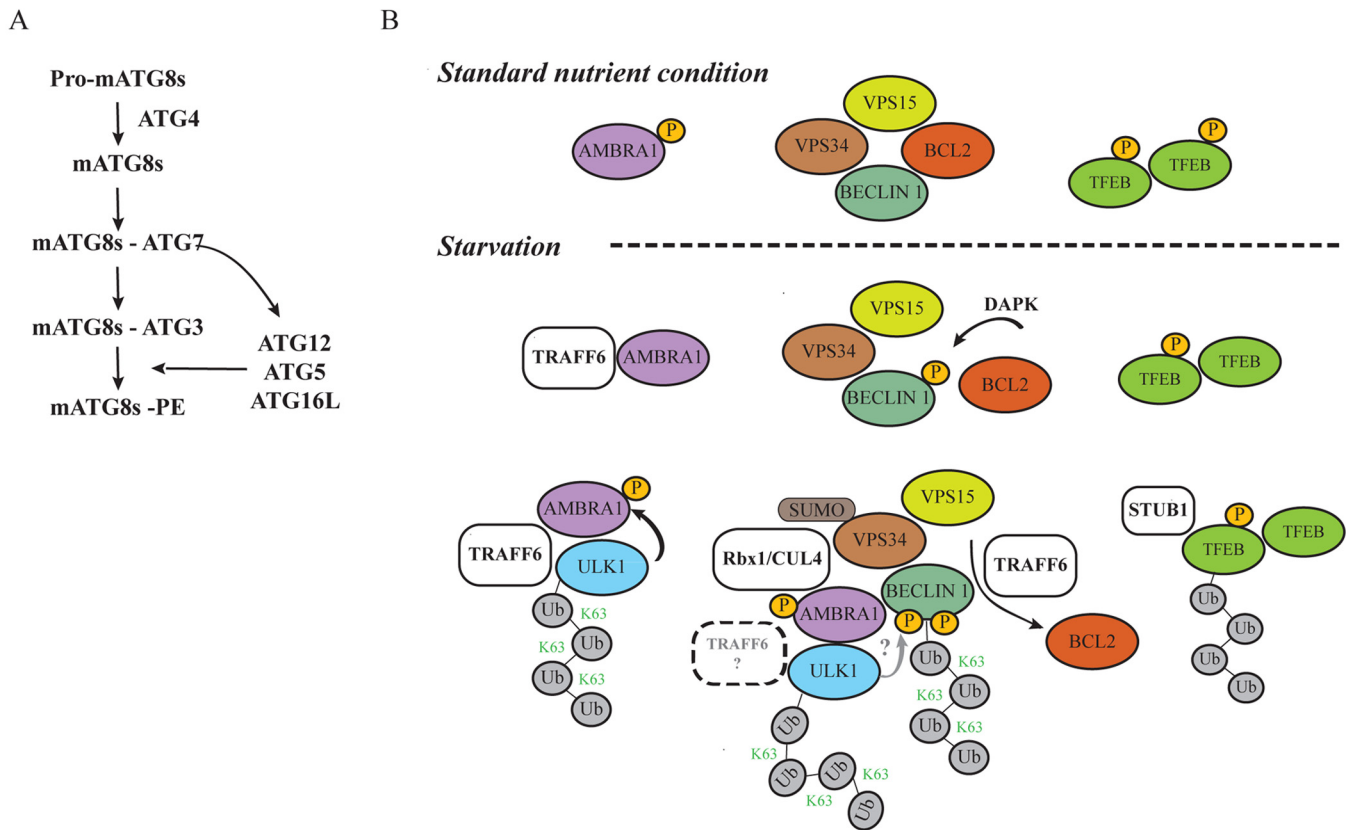 A
Pro-mATG8s
ATG4
mATG8s
mATG8s - ATG7
mATG8s - ATG3
ATG12
ATG5
ATG16L
mATG8s -PE
B
Standard nutrient condition
AMBRA1
P
VPS15
VPS34
BCL2
BECLIN 1
P
TFEB
P
TFEB
Starvation
TRAFF6
AMBRA1
VPS15
VPS34
DAPK
P
BECLIN 1
BCL2
P
TFEB
TFEB
AMBRA1
P
TRAFF6
ULK1
Ub
K63
K63
Ub
Ub
K63
Ub
SUMO
VPS15
VPS34
Rbx1/CUL4
BECLIN 1
P
AMBRA1
P
P
TRAFF6
?
ULK1
?
Ub
K63
K63
Ub
Ub
K63
Ub
Ub
K63
Ub
Ub
K63
K63
Ub
TRAFF6
BCL2
STUB1
P
TFEB
TFEB
Ub
Ub
Ub
Ub